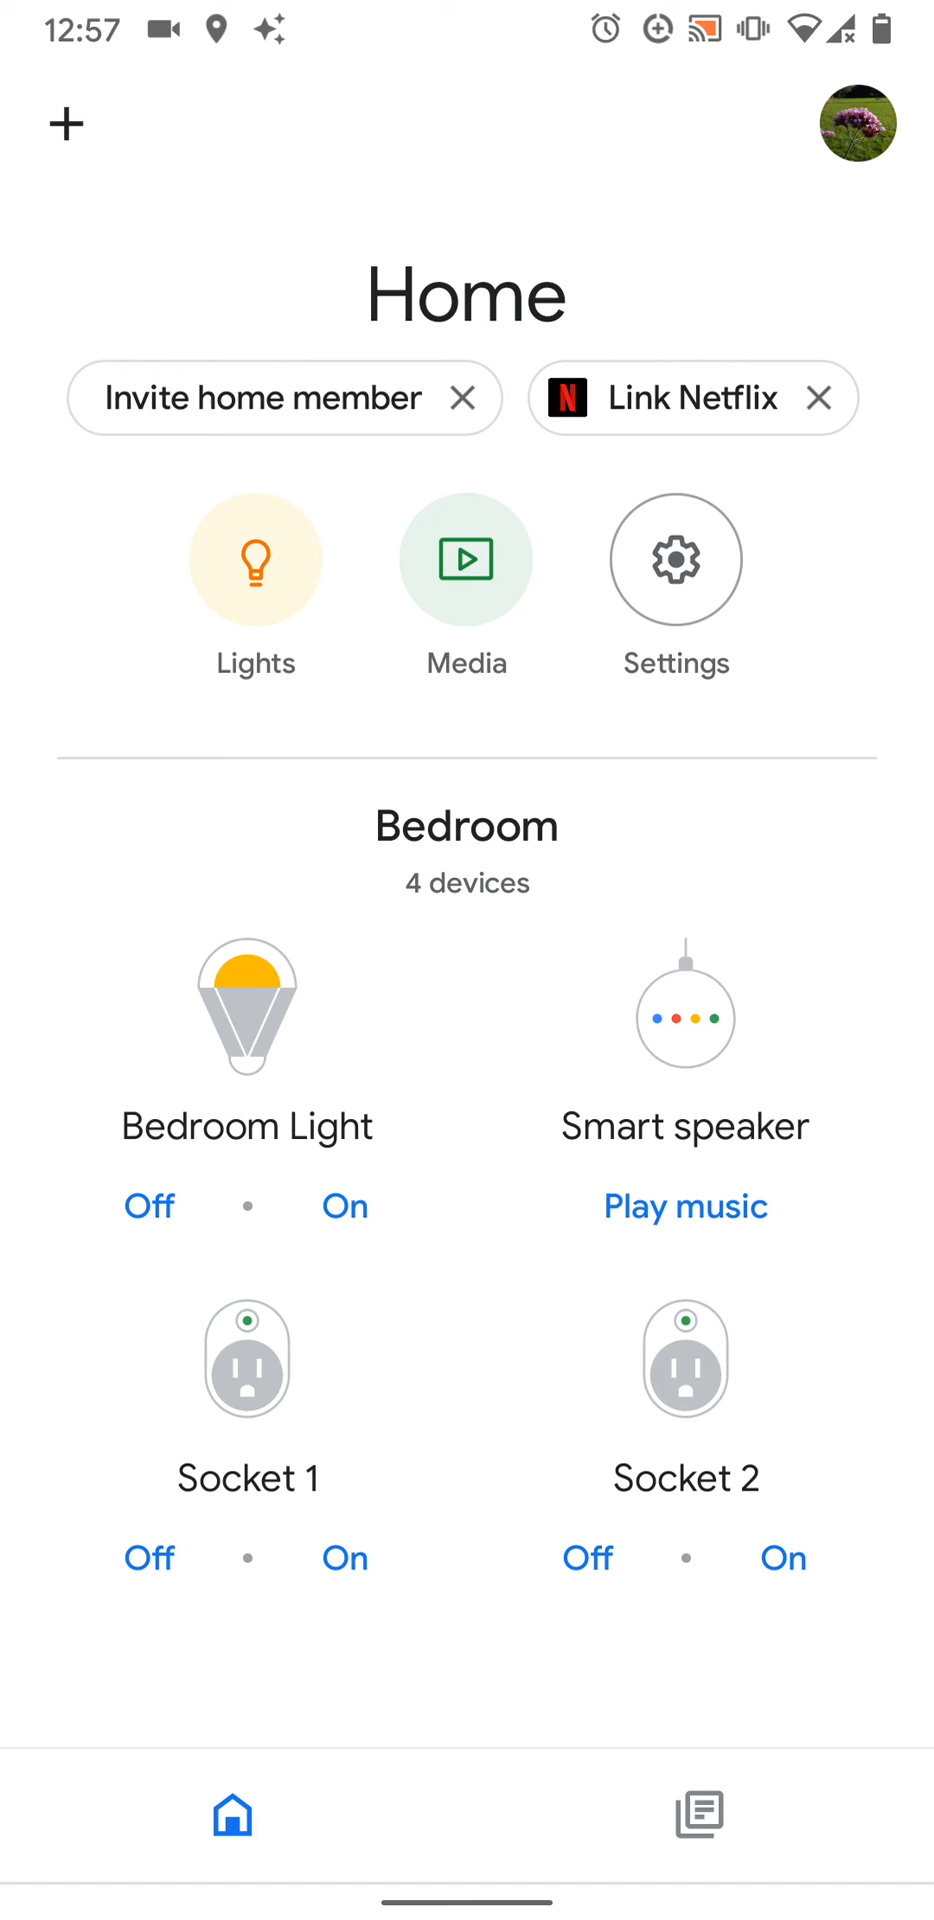 12:57
Home
Invite home member
N Link Netflix
Lights Media Settings
Bedroom
4 devices
Bedroom Light Smart speaker
Off • On Play music
Socket 1 Socket 2
Off • On Off • On